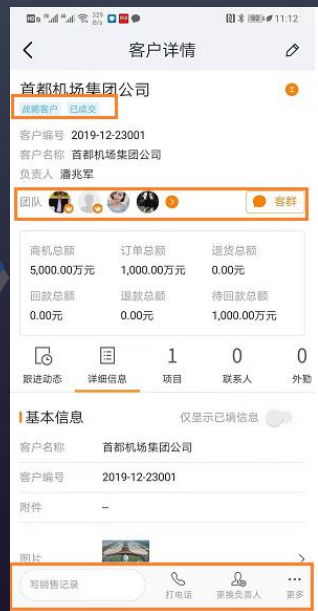 329 B/s 92 11:12
客户详情
首都机场集团公司
战略客户 已成交
客户编号 2019-12-23001
客户名称 首都机场集团公司
负责人 潘兆军
团队 客群
商机总额 订单总额 退货总额
5,000.00万元 1,000.00万元 0.00元
回款总额 退款总额 待回款总额
0.00元 0.00元 1,000.00万元
1 0 0
跟进动态 详细信息 项目 联系人 外勤
基本信息 仅显示已填信息
客户名称 首都机场集团公司
客户编号 2019-12-23001
附件 --
图片
写销售记录 打电话 更换负责人 更多